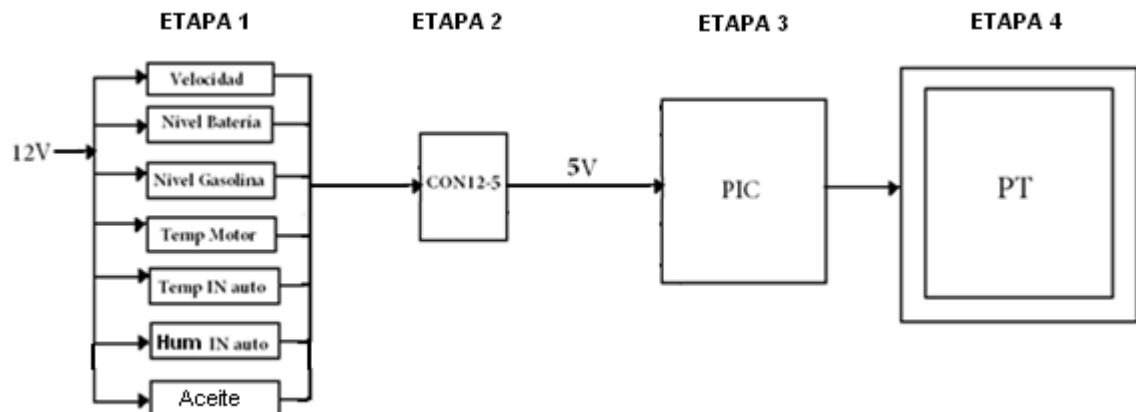 ETAPA 1
ETAPA 2
ETAPA 3
ETAPA 4
12V
Velocidad
Nivel Batería
Nivel Gasolina
Temp Motor
Temp IN auto
Hum IN auto
Aceite
CON12-5
5V
PIC
PT